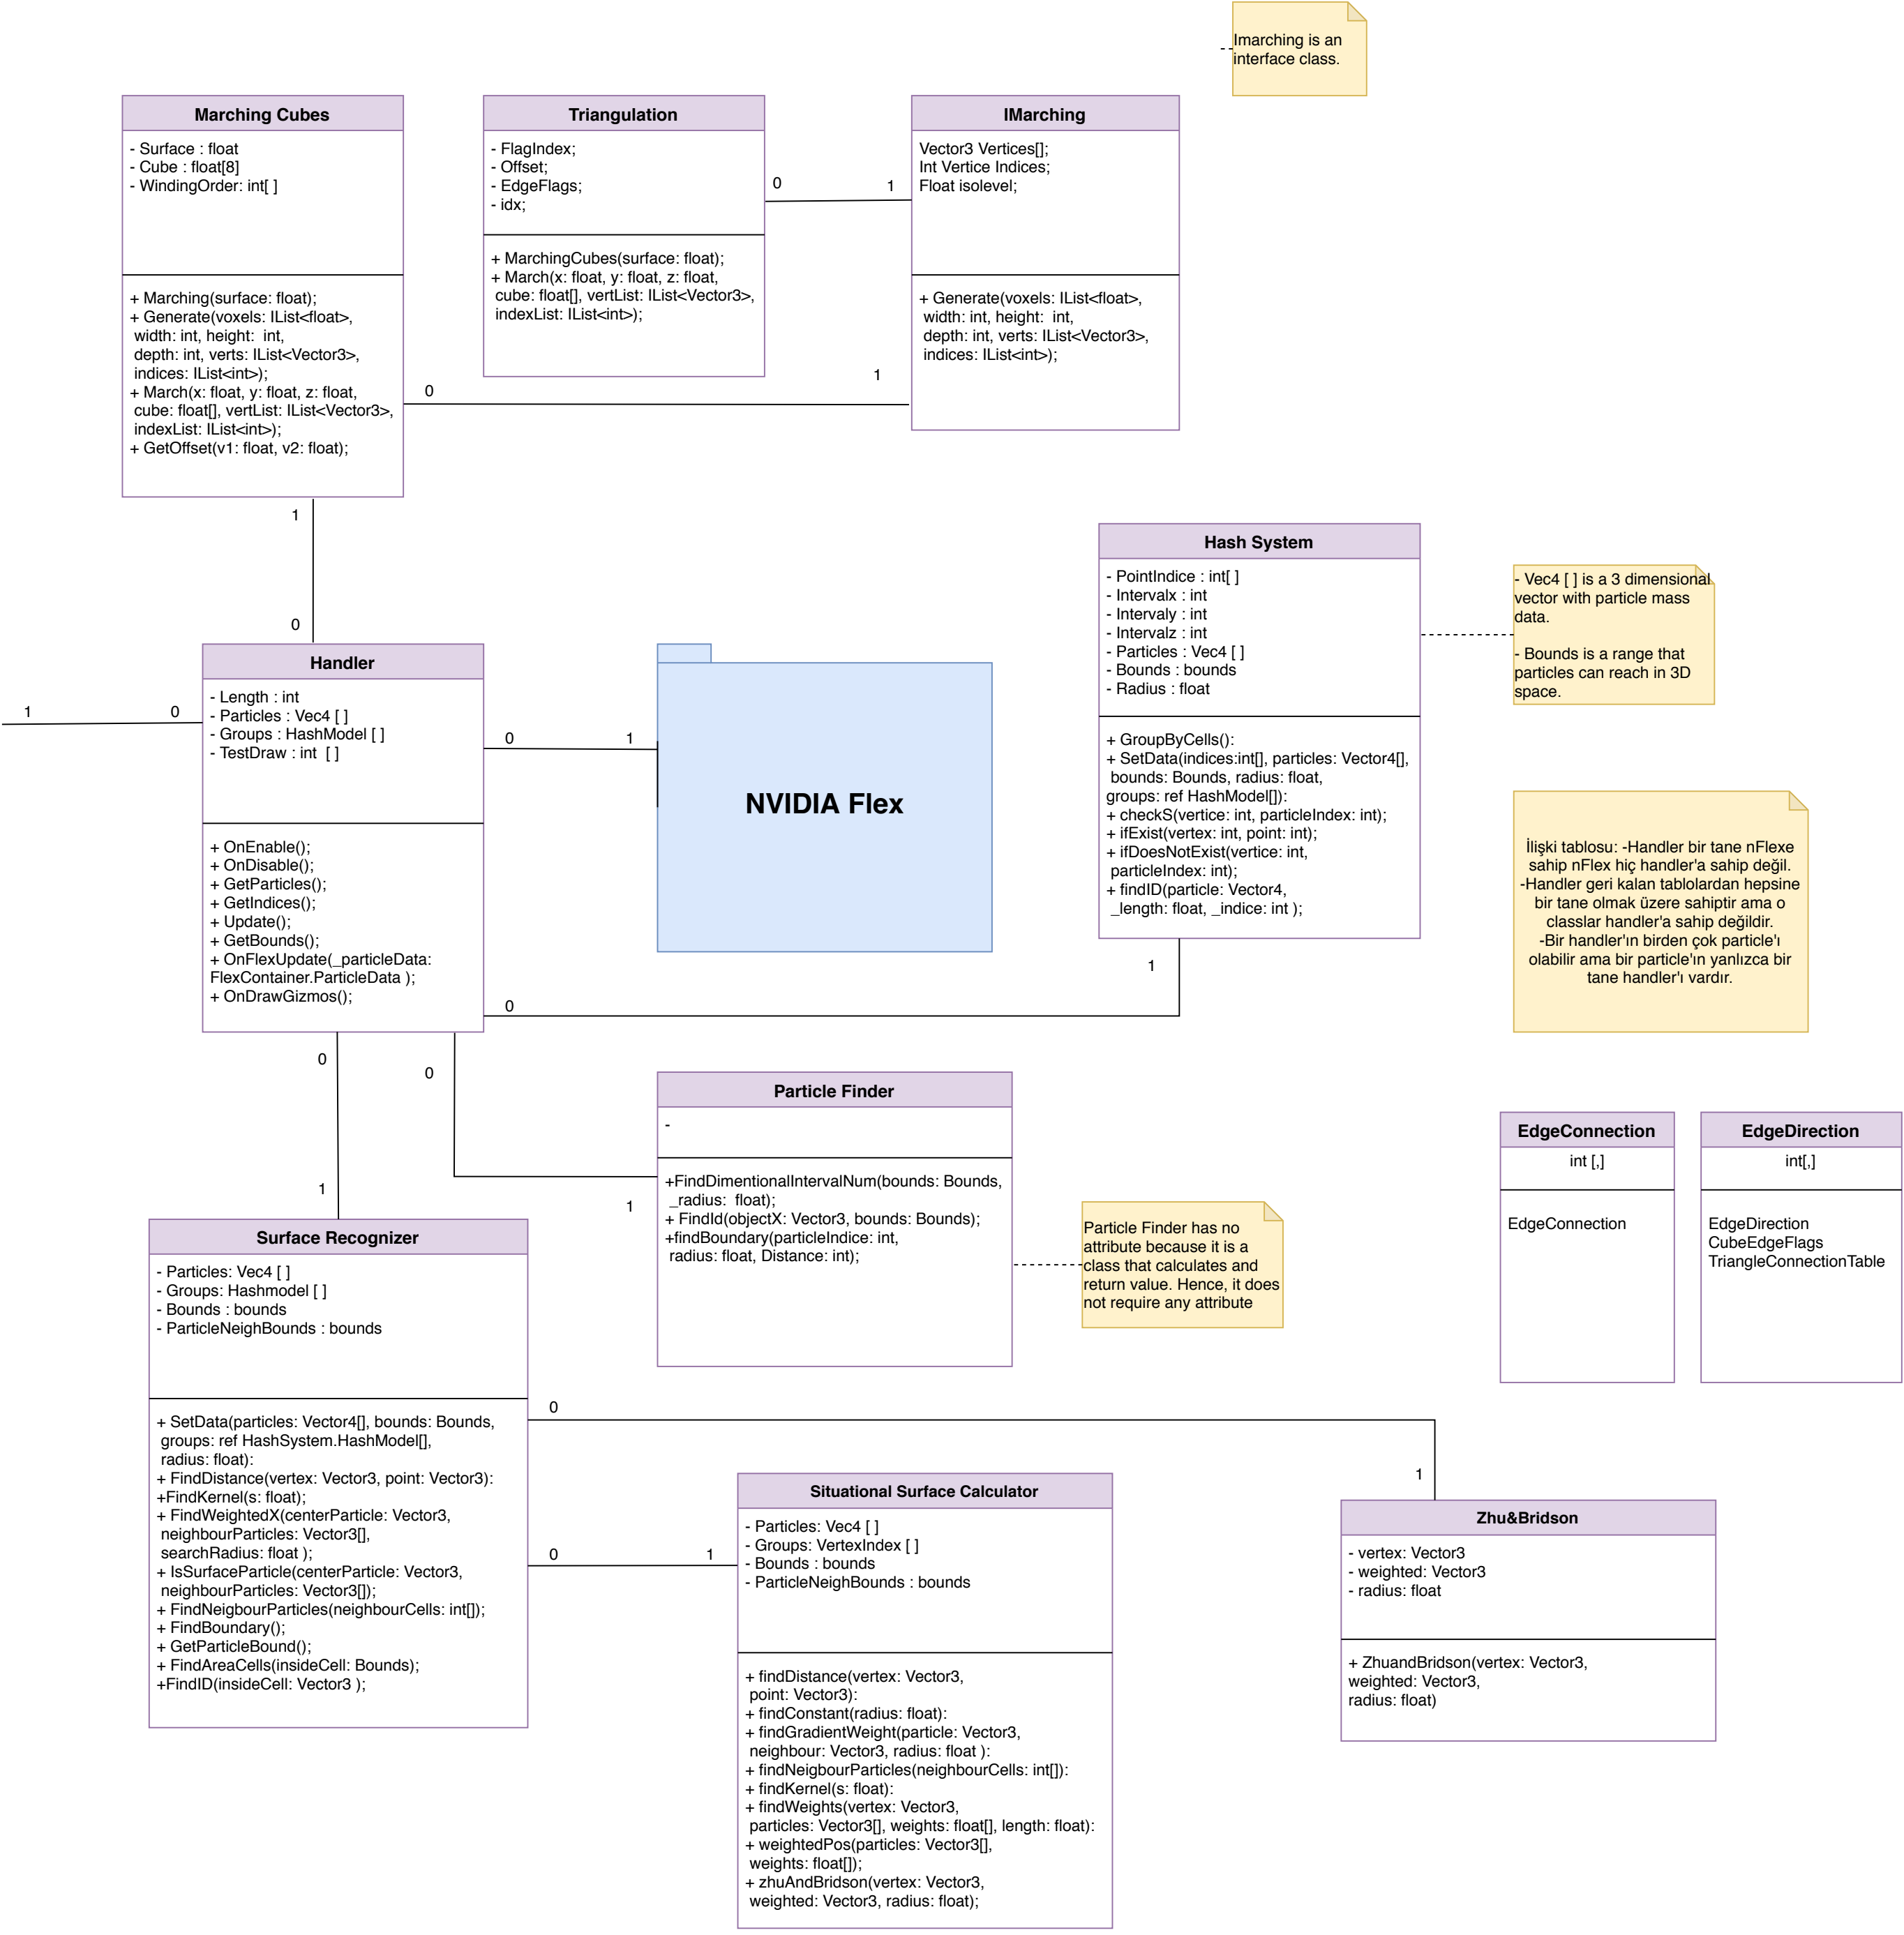 Imarching is an
interface class.
Marching Cubes
- Surface : float
- Cube : float[8]
- WindingOrder: int[ ]
+ Marching(surface: float);
+ Generate(voxels: IList<float>,
width: int, height:  int,
depth: int, verts: IList<Vector3>,
indices: IList<int>);
+ March(x: float, y: float, z: float,
cube: float[], vertList: IList<Vector3>,
indexList: IList<int>);
+ GetOffset(v1: float, v2: float);
Triangulation
- FlagIndex;
- Offset;
- EdgeFlags;
- idx;
+ MarchingCubes(surface: float);
+ March(x: float, y: float, z: float,
cube: float[], vertList: IList<Vector3>,
indexList: IList<int>);
0
1
IMarching
Vector3 Vertices[];
Int Vertice Indices;
Float isolevel;
+ Generate(voxels: IList<float>,
width: int, height:  int,
depth: int, verts: IList<Vector3>,
indices: IList<int>);
0
1
1
0
Handler
- Length : int
- Particles : Vec4 [ ]
- Groups : HashModel [ ]
- TestDraw : int  [ ]
+ OnEnable();
+ OnDisable();
+ GetParticles();
+ GetIndices();
+ Update();
+ GetBounds();
+ OnFlexUpdate(_particleData:
FlexContainer.ParticleData );
+ OnDrawGizmos();
1
0
0
1
NVIDIA Flex
Hash System
- PointIndice : int[ ]
- Intervalx : int
- Intervaly : int
- Intervalz : int
- Particles : Vec4 [ ]
- Bounds : bounds
- Radius : float
+ GroupByCells():
+ SetData(indices:int[], particles: Vector4[],
bounds: Bounds, radius: float,
groups: ref HashModel[]):
+ checkS(vertice: int, particleIndex: int);
+ ifExist(vertex: int, point: int);
+ ifDoesNotExist(vertice: int,
particleIndex: int);
+ findID(particle: Vector4,
_length: float, _indice: int );
- Vec4 [ ] is a 3 dimensional
vector with particle mass
data.
- Bounds is a range that
particles can reach in 3D
space.
İlişki tablosu: -Handler bir tane nFlexe
sahip nFlex hiç handler'a sahip değil.
-Handler geri kalan tablolardan hepsine
bir tane olmak üzere sahiptir ama o
classlar handler'a sahip değildir.
-Bir handler'ın birden çok particle'ı
olabilir ama bir particle'ın yanlızca bir
tane handler'ı vardır.
1
0
0
0
1
1
Particle Finder
-
+FindDimentionalIntervalNum(bounds: Bounds,
_radius:  float);
+ FindId(objectX: Vector3, bounds: Bounds);
+findBoundary(particleIndice: int,
radius: float, Distance: int);
Particle Finder has no
attribute because it is a
class that calculates and
return value. Hence, it does
not require any attribute
EdgeConnection
int [,]
EdgeConnection
EdgeDirection
int[,]
EdgeDirection
CubeEdgeFlags
TriangleConnectionTable
Surface Recognizer
- Particles: Vec4 [ ]
- Groups: Hashmodel [ ]
- Bounds : bounds
- ParticleNeighBounds : bounds
+ SetData(particles: Vector4[], bounds: Bounds,
groups: ref HashSystem.HashModel[],
radius: float):
+ FindDistance(vertex: Vector3, point: Vector3):
+FindKernel(s: float);
+ FindWeightedX(centerParticle: Vector3,
neighbourParticles: Vector3[],
searchRadius: float );
+ IsSurfaceParticle(centerParticle: Vector3,
neighbourParticles: Vector3[]);
+ FindNeigbourParticles(neighbourCells: int[]);
+ FindBoundary();
+ GetParticleBound();
+ FindAreaCells(insideCell: Bounds);
+FindID(insideCell: Vector3 );
0
1
0
1
Situational Surface Calculator
- Particles: Vec4 [ ]
- Groups: VertexIndex [ ]
- Bounds : bounds
- ParticleNeighBounds : bounds
+ findDistance(vertex: Vector3,
point: Vector3):
+ findConstant(radius: float):
+ findGradientWeight(particle: Vector3,
neighbour: Vector3, radius: float ):
+ findNeigbourParticles(neighbourCells: int[]):
+ findKernel(s: float):
+ findWeights(vertex: Vector3,
particles: Vector3[], weights: float[], length: float):
+ weightedPos(particles: Vector3[],
weights: float[]);
+ zhuAndBridson(vertex: Vector3,
weighted: Vector3, radius: float);
Zhu&Bridson
- vertex: Vector3
- weighted: Vector3
- radius: float
+ ZhuandBridson(vertex: Vector3,
weighted: Vector3,
radius: float)